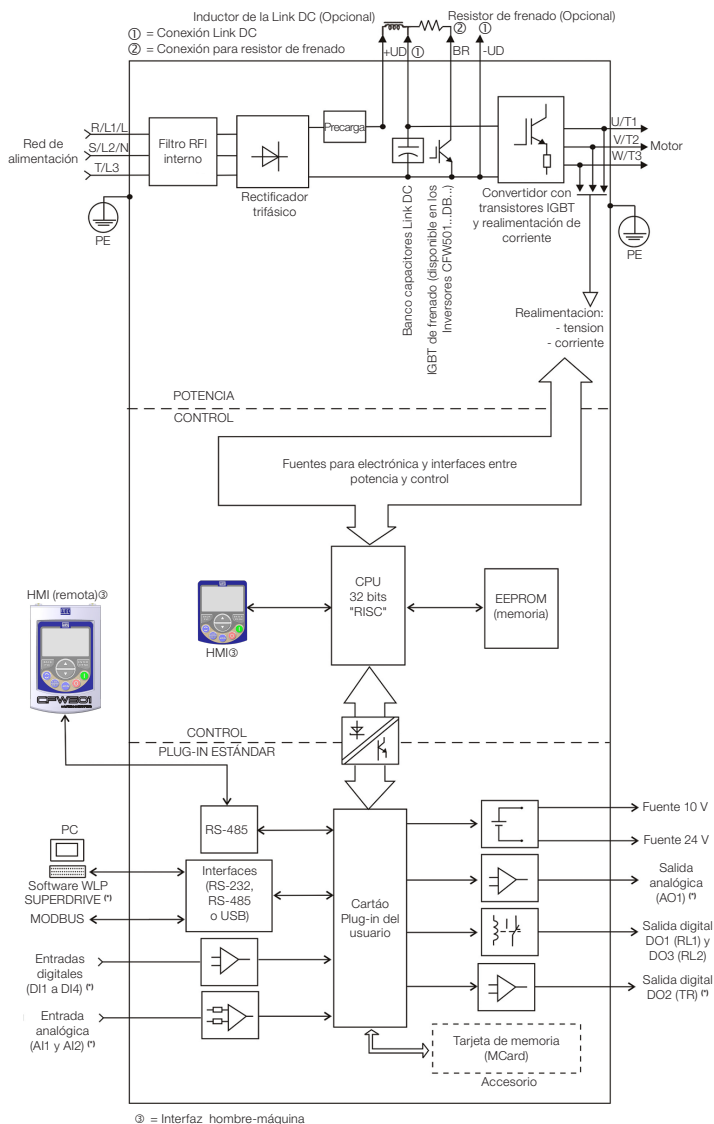 Inductor de la Link DC (Opcional)
Resistor de frenado (Opcional)
① = Conexión Link DC
② = Conexión para resistor de frenado
② ①
+UD ① BR -UD
Red de
alimentación
R/L1/L
S/L2/N
T/L3
PE
Filtro RFI
interno
Rectificador
trifásico
Precarga
Banco capacitores Link DC
IGBT de frenado (disponible en los
Inversores CFW501...DB...)
Convertidor con
transistores IGBT
y realimentación de
corriente
U/T1
V/T2
W/T3
Motor
PE
Realimentacion:
- tension
- corriente
POTENCIA
CONTROL
Fuentes para electrónica y interfaces entre
potencia y control
CPU
32 bits
"RISC"
EEPROM
(memoria)
HMI③
HMI (remota)③
CFW501
CONTROL
PLUG-IN ESTÁNDAR
RS-485
PC
Software WLP
SUPERDRIVE (*)
MODBUS
Interfaces
(RS-232,
RS-485
o USB)
Entradas
digitales
(DI1 a DI4) (*)
Entrada
analógica
(AI1 y AI2) (*)
Cartáo
Plug-in del
usuario
Fuente 10 V
Fuente 24 V
Salida
analógica
(AO1) (*)
Salida digital
DO1 (RL1) y
DO3 (RL2)
Salida digital
DO2 (TR) (*)
Tarjeta de memoria
(MCard)
Accesorio
③ = Interfaz hombre-máquina